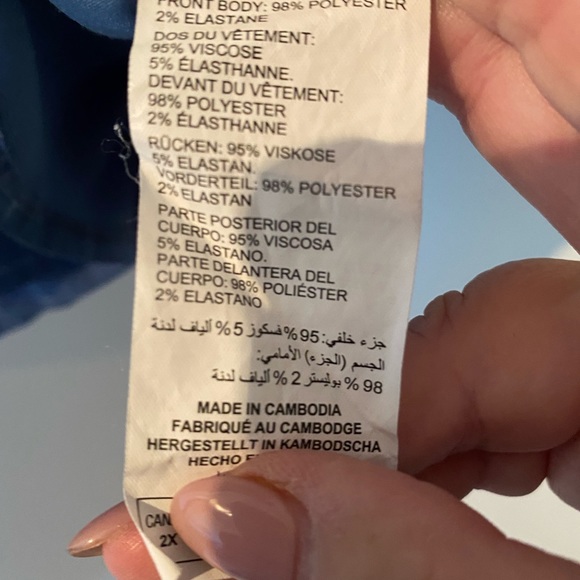 FRONT BODY: 98% POLYESTER
2% ELASTANE
DOS DU VÊTEMENT:
95% VISCOSE
5% ÉLASTHANNE.
DEVANT DU VÊTEMENT:
98% POLYESTER
2% ÉLASTHANNE
RÜCKEN: 95% VISKOSE
5% ELASTAN.
VORDERTEIL: 98% POLYESTER
2% ELASTAN
PARTE POSTERIOR DEL
CUERPO: 95% VISCOSA
5% ELASTANO.
PARTE DELANTERA DEL
CUERPO: 98% POLIÉSTER
2% ELASTANO
جزء خلفي: 95 % فسكوز 5 % ألياف لدنة
الجسم (الجزء) الأمامي:
98 % بوليستر 2 % ألياف لدنة
MADE IN CAMBODIA
FABRIQUÉ AU CAMBODGE
HERGESTELLT IN KAMBODSCHA
HECHO
CAN
2X